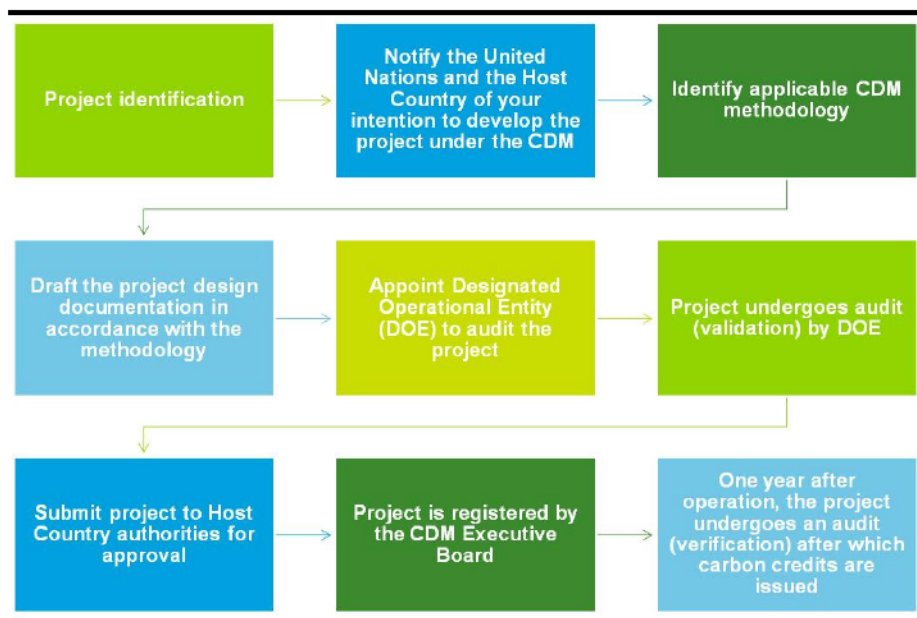 Project identification
Notify the United
Nations and the Host
Country of your
intention to develop the
project under the CDM
Identify applicable CDM
methodology
Draft the project design
documentation in
accordance with the
methodology
Appoint Designated
Operational Entity
(DOE) to audit the
project
Project undergoes audit
(validation) by DOE
Submit project to Host
Country authorities for
approval
Project is registered by
the CDM Executive
Board
One year after
operation, the project
undergoes an audit
(verification) after which
carbon credits are
issued